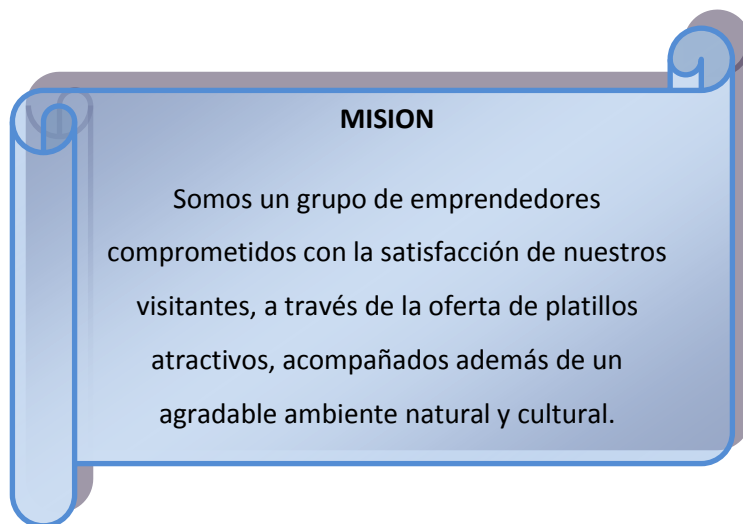 MISION
Somos un grupo de emprendedores
comprometidos con la satisfacción de nuestros
visitantes, a través de la oferta de platillos
atractivos, acompañados además de un
agradable ambiente natural y cultural.